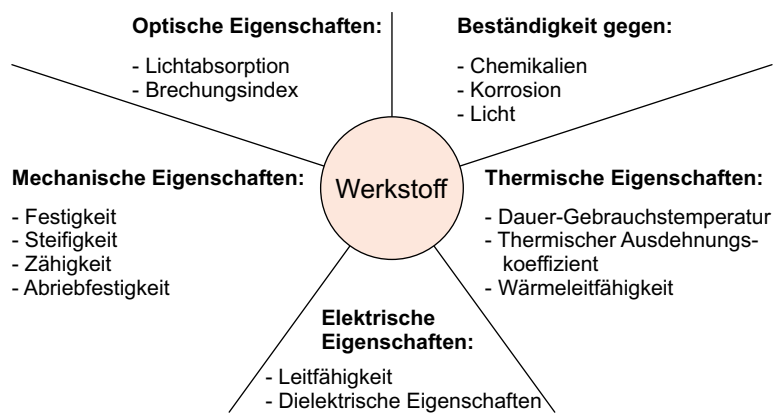 Optische Eigenschaften:
- Lichtabsorption
- Brechungsindex
Beständigkeit gegen:
- Chemikalien
- Korrosion
- Licht
Mechanische Eigenschaften:
- Festigkeit
- Steifigkeit
- Zähigkeit
- Abriebfestigkeit
Werkstoff
Thermische Eigenschaften:
- Dauer-Gebrauchstemperatur
- Thermischer Ausdehnungs-
koeffizient
- Wärmeleitfähigkeit
Elektrische
Eigenschaften:
- Leitfähigkeit
- Dielektrische Eigenschaften